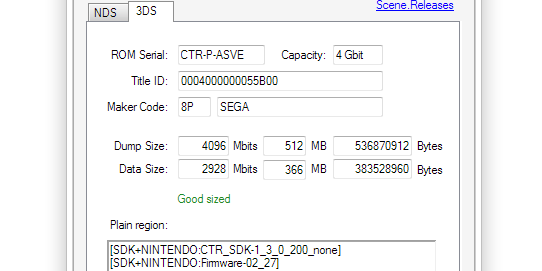 Scene.Releases
NDS 3DS
ROM Serial: CTR-P-ASVE Capacity: 4 Gbit
Title ID: 0004000000055B00
Maker Code: 8P SEGA
Dump Size: 4096 Mbits 512 MB 536870912 Bytes
Data Size: 2928 Mbits 366 MB 383528960 Bytes
Good sized
Plain region:
[SDK+NINTENDO:CTR_SDK-1_3_0_200_none]
[SDK+NINTENDO:Firmware-02_27]